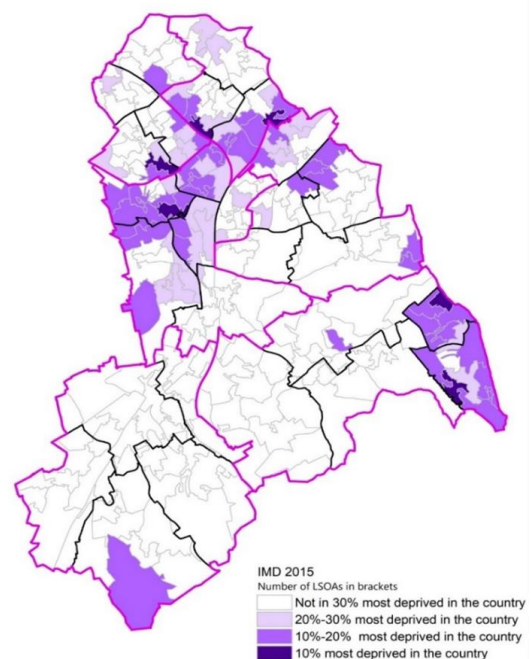 IMD 2015
Number of LSOAs in brackets
Not in 30% most deprived in the country
20%-30% most deprived in the country
10%-20% most deprived in the country
10% most deprived in the country